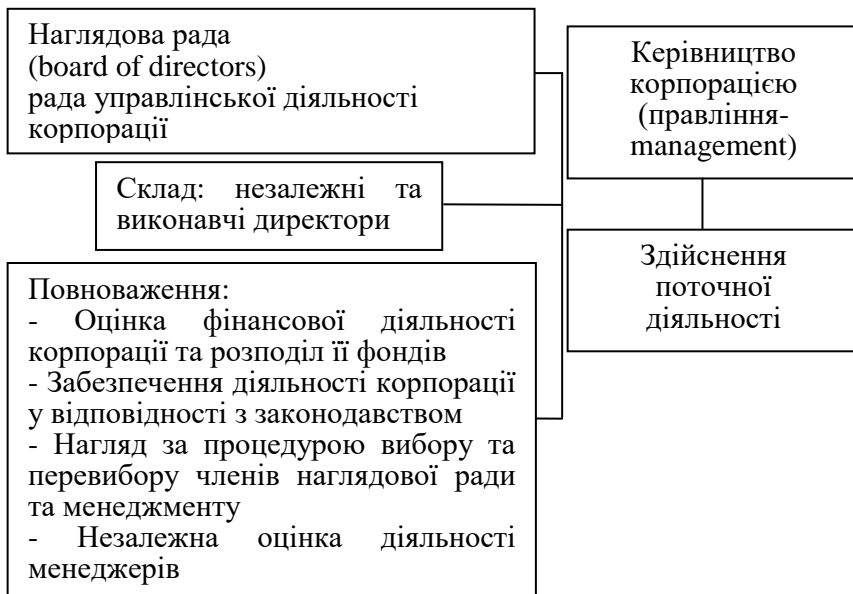 Наглядова рада
(board of directors)
рада управлінської діяльності
корпорації
Керівництво
корпорацією
(правління-
management)
Склад: незалежні та
виконавчі директори
Здійснення
поточної
діяльності
Повноваження:
- Оцінка фінансової діяльності
корпорації та розподіл її фондів
- Забезпечення діяльності корпорації
у відповідності з законодавством
- Нагляд за процедурою вибору та
перевибору членів наглядової ради
та менеджменту
- Незалежна оцінка діяльності
менеджерів